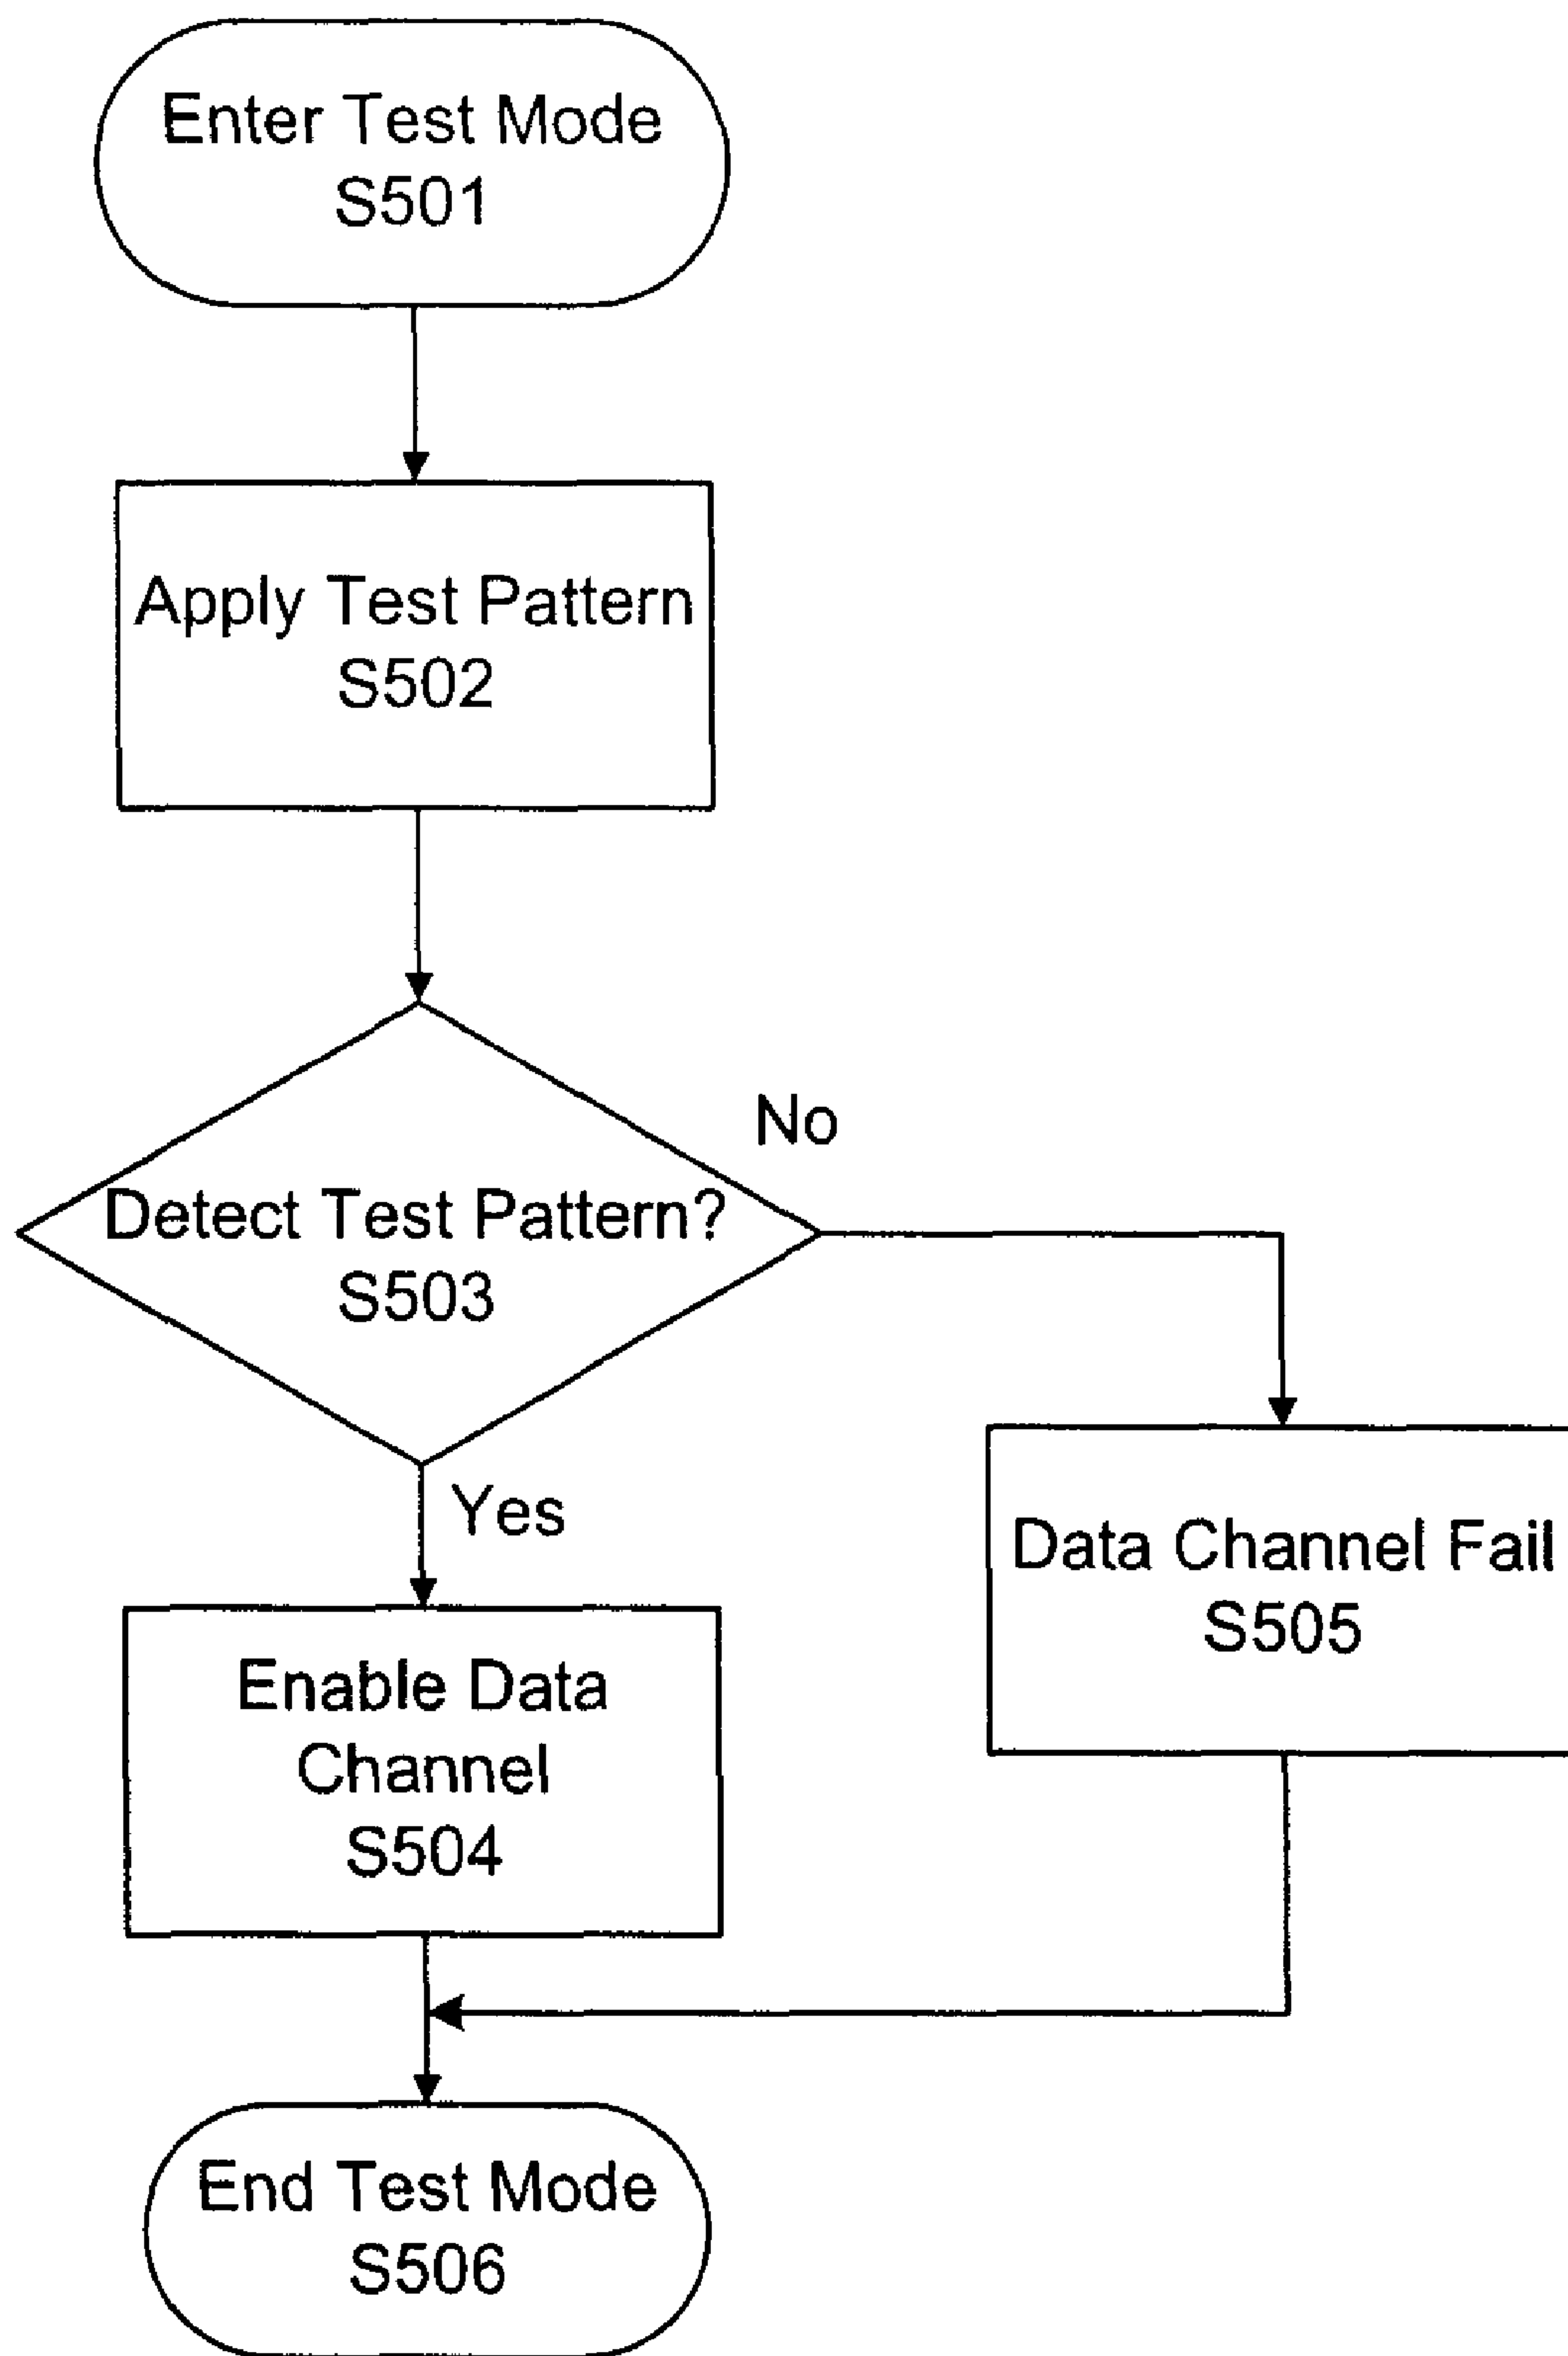 Enter Test Mode
S501
Apply Test Pattern
S502
No
Detect Test Pattern?
S503
Yes
Data Channel Fail
S505
Enable Data
Channel
S504
End Test Mode
S506